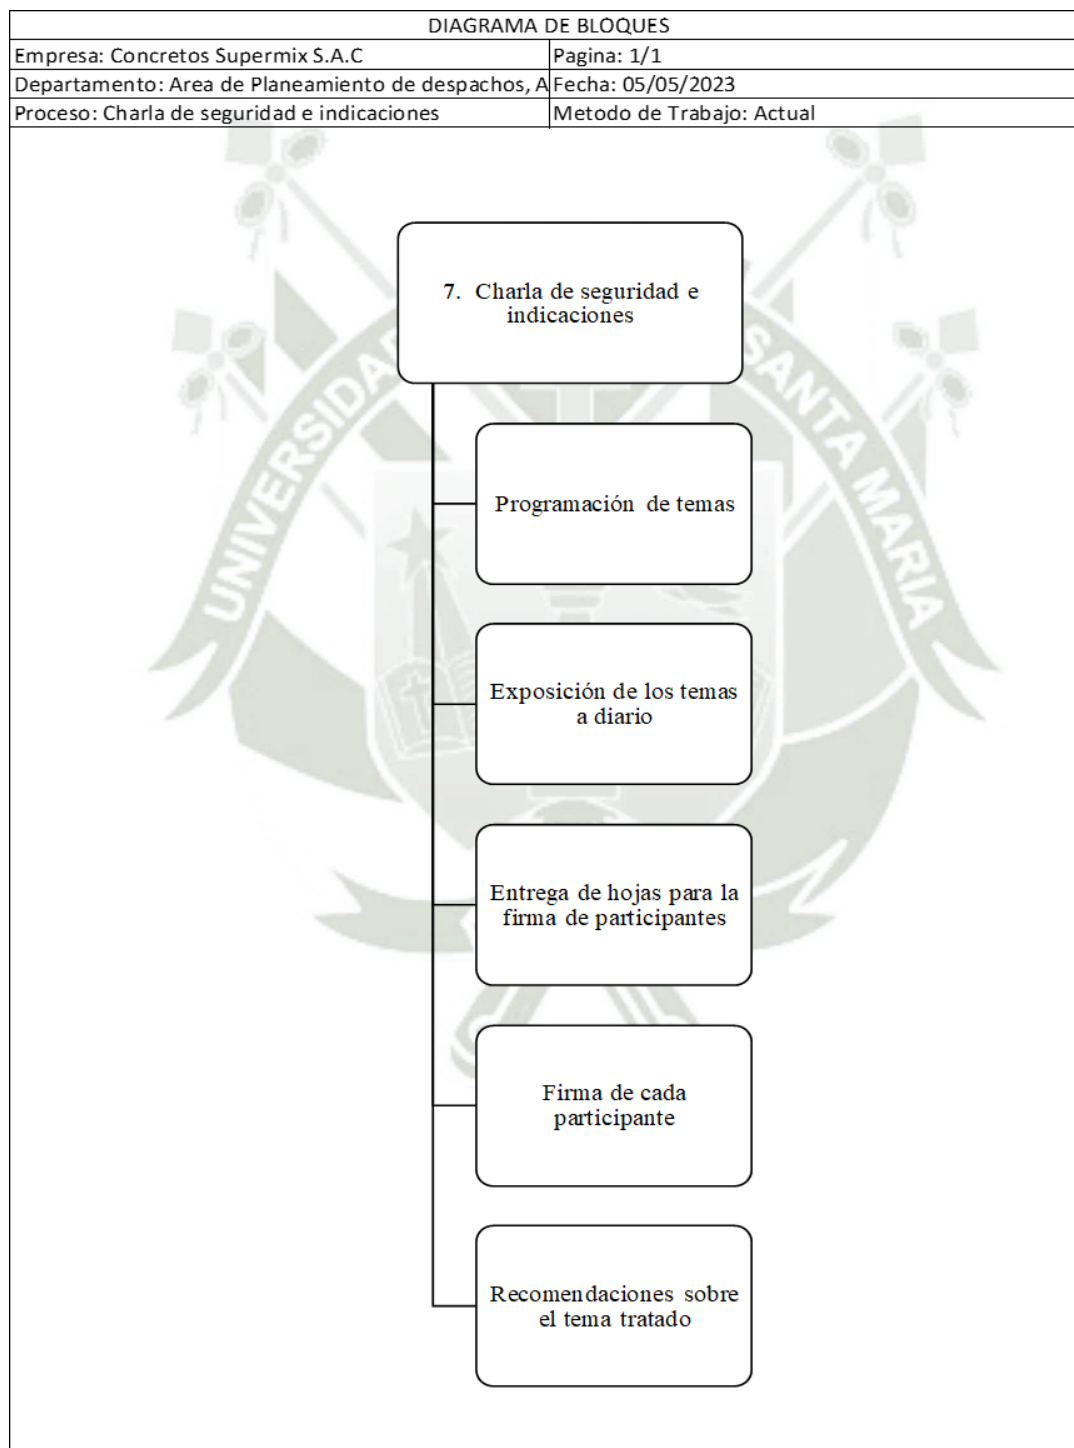 DIAGRAMA DE BLOQUES
Empresa: Concretos Supermix S.A.C
Pagina: 1/1
Departamento: Area de Planeamiento de despachos, A
Fecha: 05/05/2023
Proceso: Charla de seguridad e indicaciones
Metodo de Trabajo: Actual
7. Charla de seguridad e
indicaciones
Programación de temas
Exposición de los temas
a diario
Entrega de hojas para la
firma de participantes
Firma de cada
participante
Recomendaciones sobre
el tema tratado
UNIVERSIDAD
SANTA MARIA